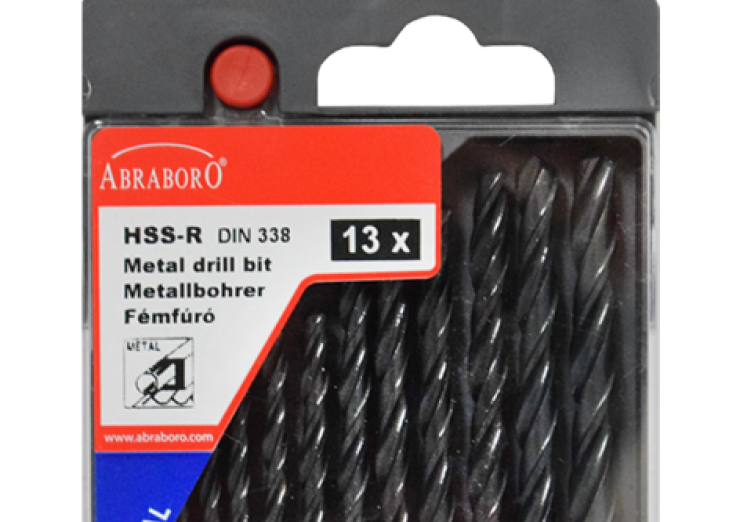 ABRABORO®
HSS-R DIN 338
13 x
Metal drill bit
Metallbohrer
Fémfúró
METAL
www.abraboro.com